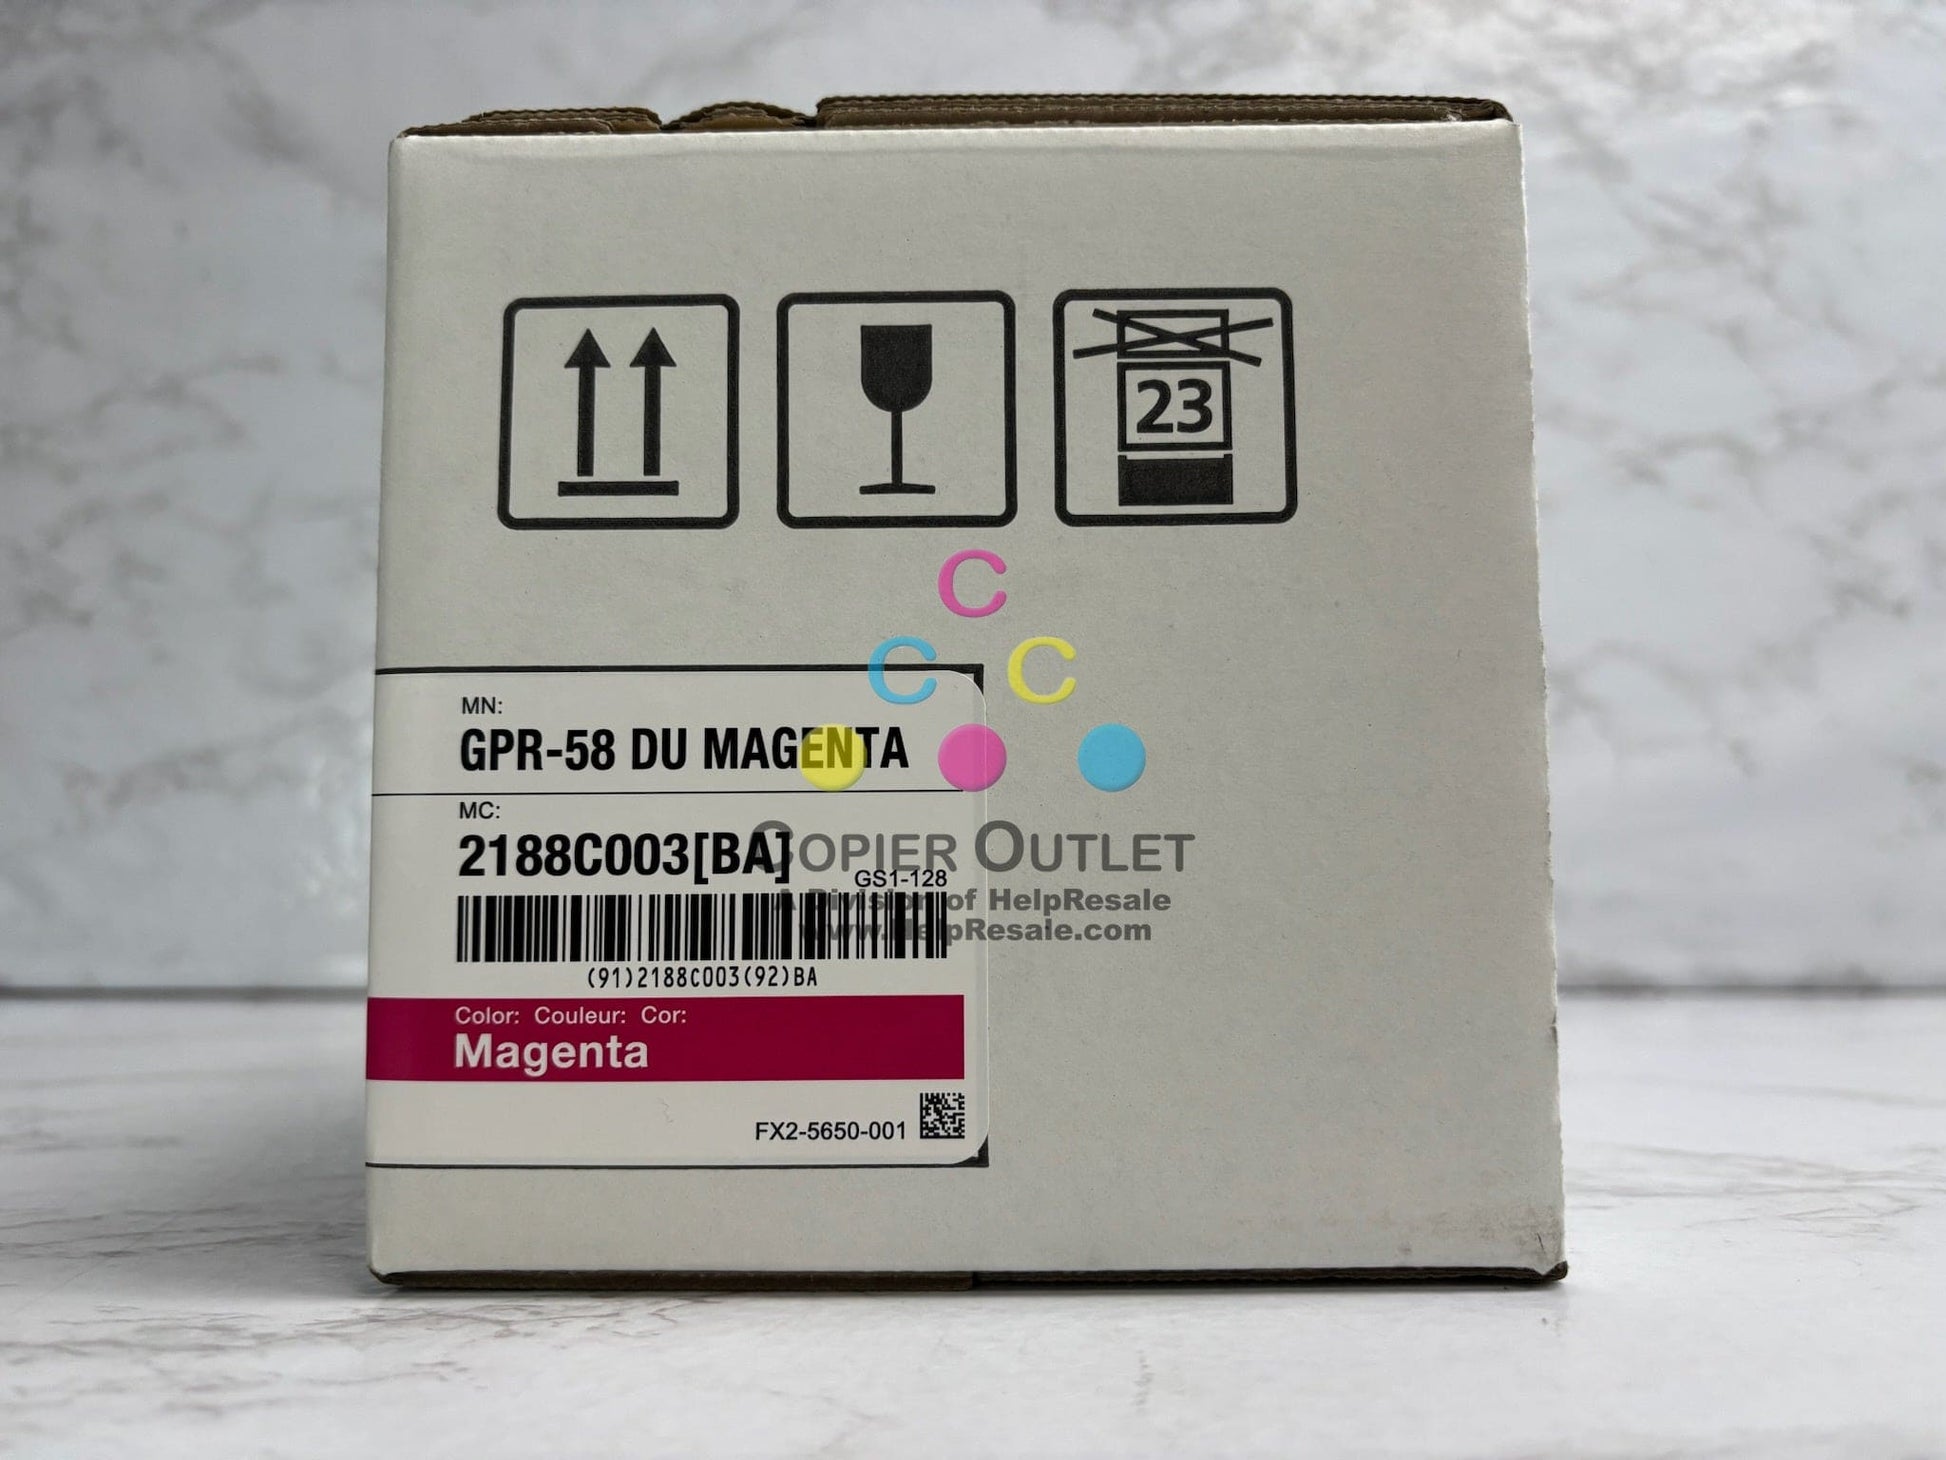 23
C
C C
MN:
GPR-58 DU MAGENTA
MC:
2188C003[BA]
COPIER OUTLET
GS1-128
A Division of HelpResale
www.HelpResale.com
(91)2188C003(92)BA
Color: Couleur: Cor:
Magenta
FX2-5650-001